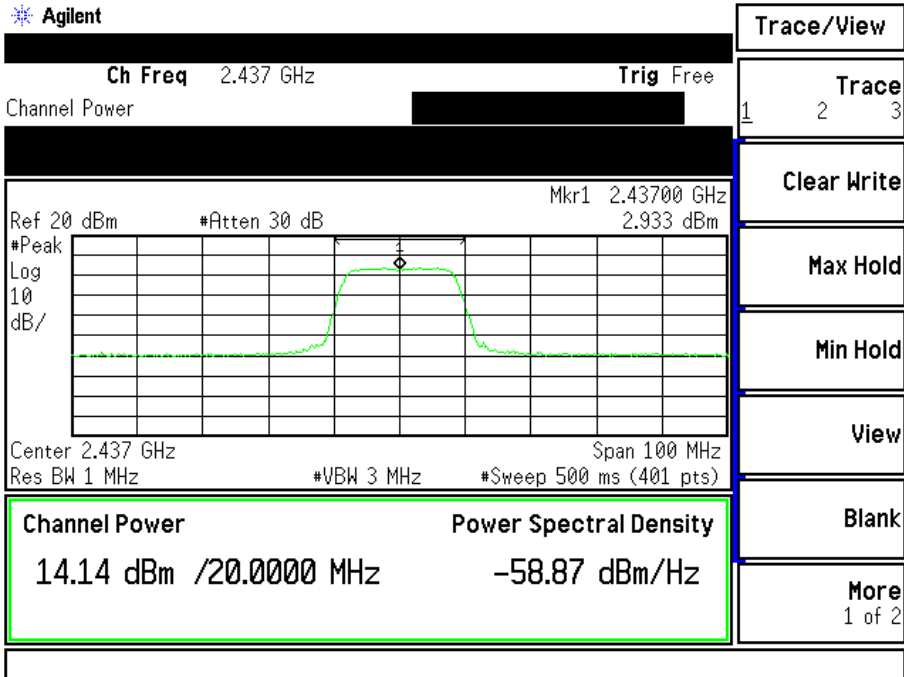 Agilent
Ch Freq 2.437 GHz Trig Free
Channel Power
Mkr1 2.43700 GHz
Ref 20 dBm #Atten 30 dB 2.933 dBm
#Peak
Log
10
dB/
1
Center 2.437 GHz Span 100 MHz
Res BW 1 MHz #VBW 3 MHz #Sweep 500 ms (401 pts)
Channel Power Power Spectral Density
14.14 dBm /20.0000 MHz -58.87 dBm/Hz
Trace/View
Trace
1 2 3
Clear Write
Max Hold
Min Hold
View
Blank
More
1 of 2